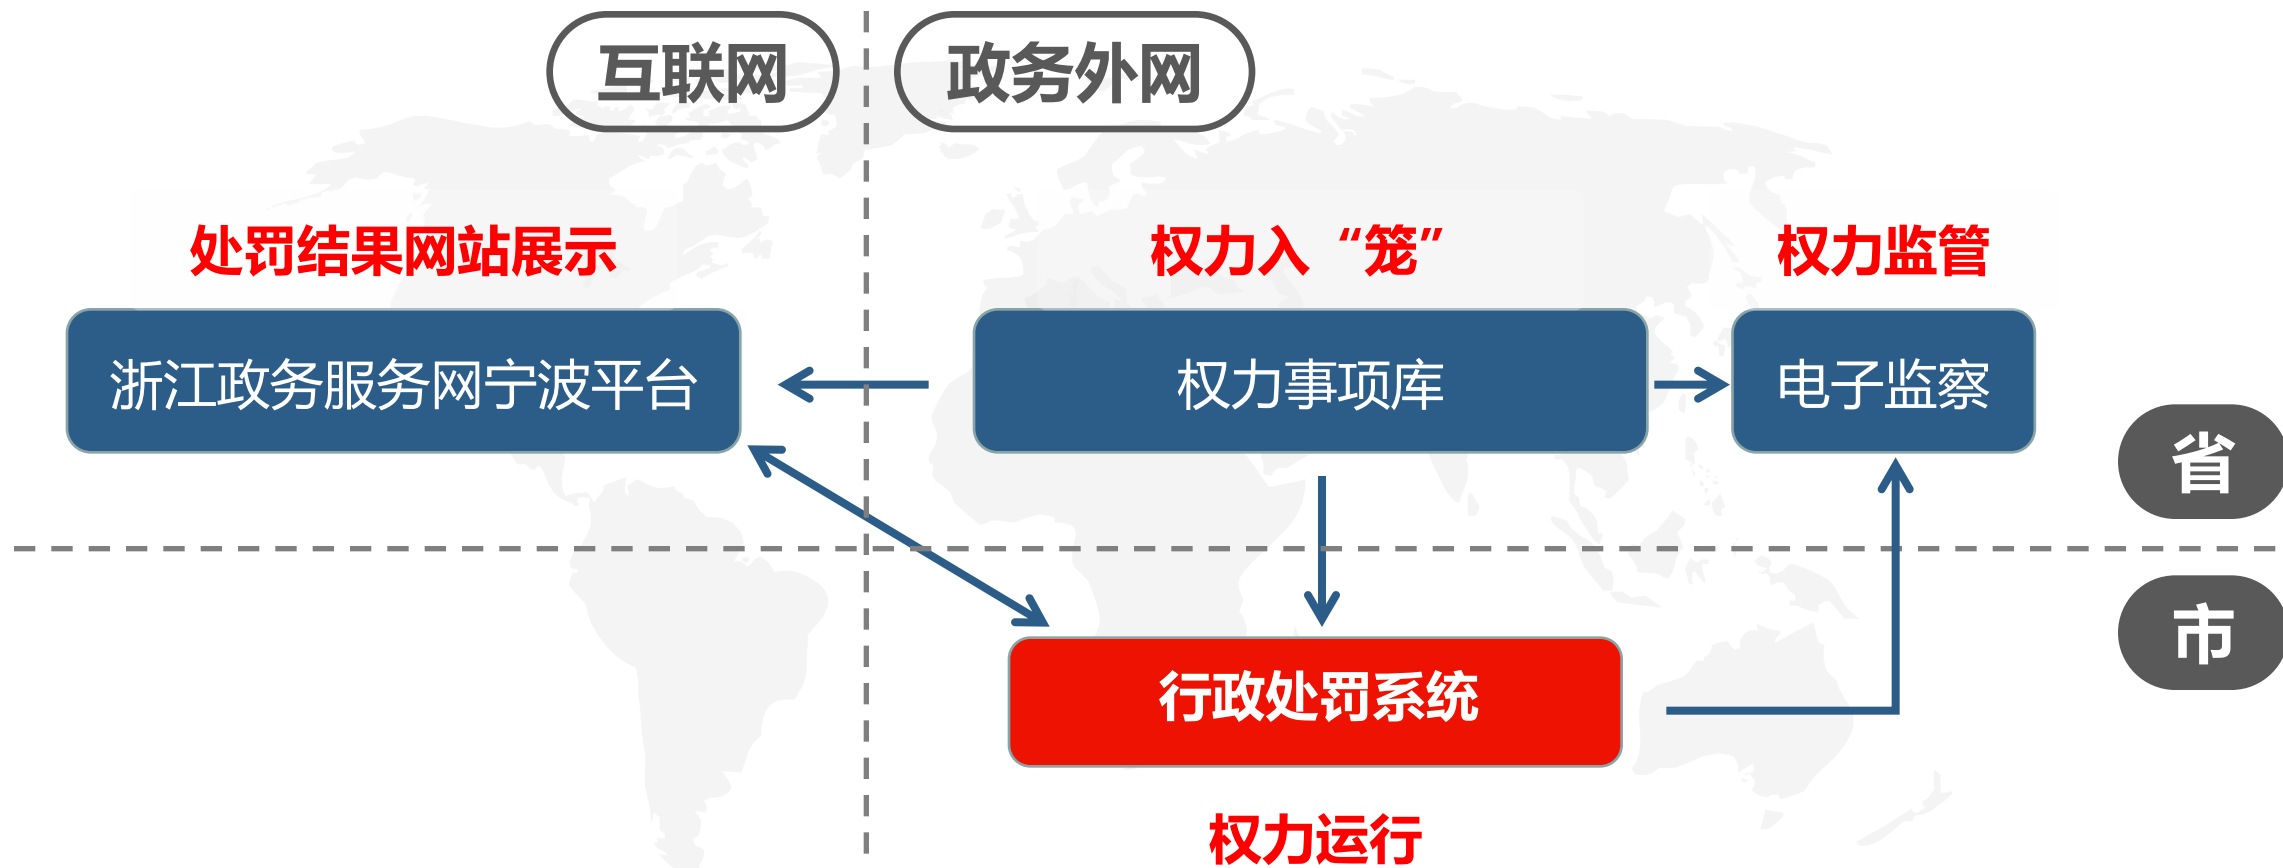 互联网
政务外网
处罚结果网站展示
权力入“笼”
权力监管
浙江政务服务网宁波平台
权力事项库
电子监察
省
市
行政处罚系统
权力运行